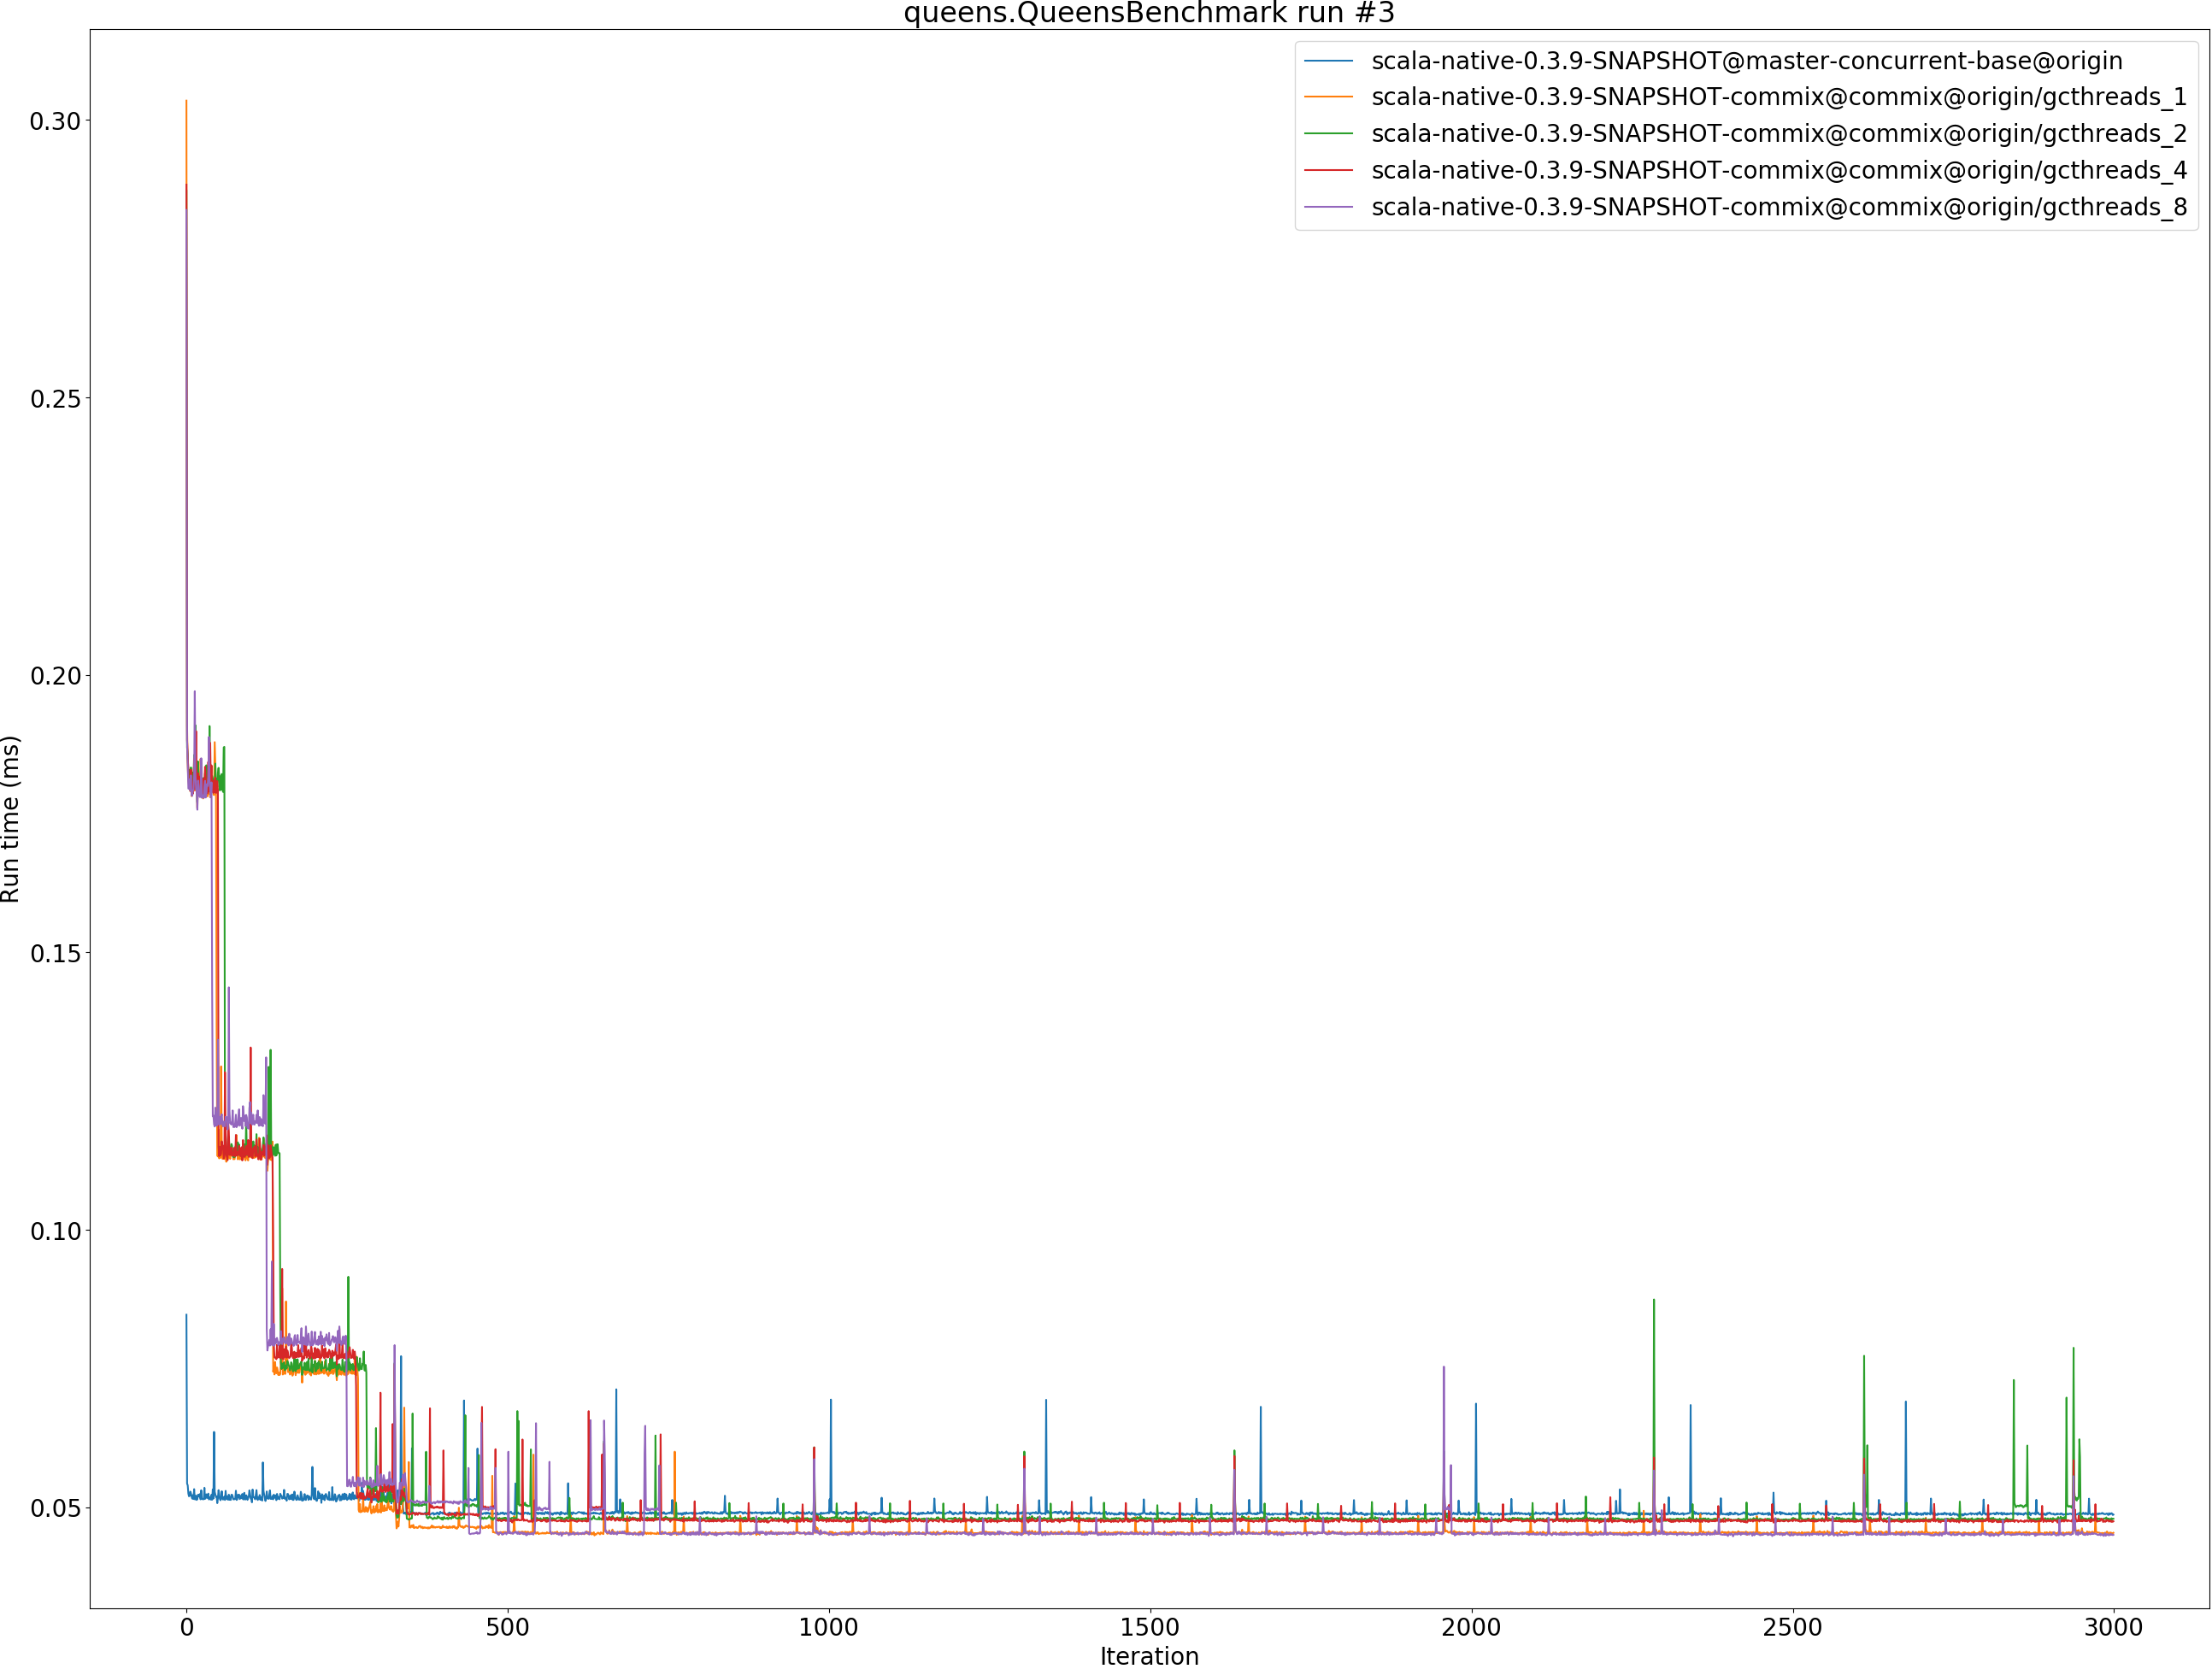 queens.QueensBenchmark run #3
scala-native-0.3.9-SNAPSHOT@master-concurrent-base@origin
scala-native-0.3.9-SNAPSHOT-commix@commix@origin/gcthreads_1
scala-native-0.3.9-SNAPSHOT-commix@commix@origin/gcthreads_2
scala-native-0.3.9-SNAPSHOT-commix@commix@origin/gcthreads_4
scala-native-0.3.9-SNAPSHOT-commix@commix@origin/gcthreads_8
Run time (ms)
0.30
0.25
0.20
0.15
0.10
0.05
0 500 1000 1500 2000 2500 3000
Iteration